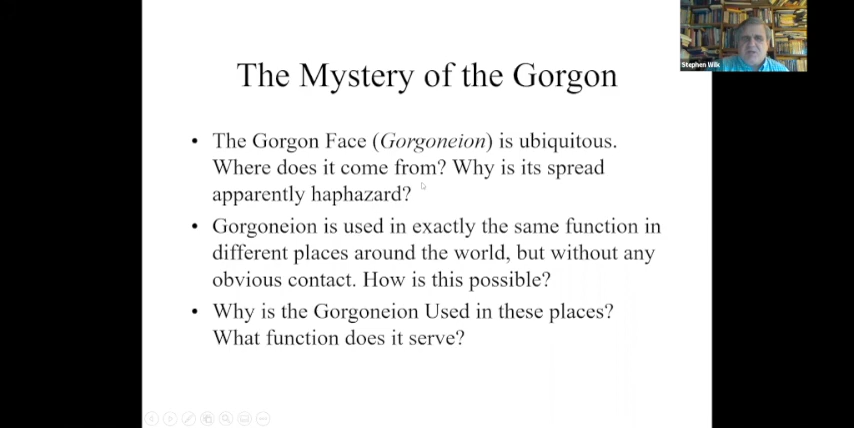 The Mystery of the Gorgon
Stephen Wilk
• The Gorgon Face (Gorgoneion) is ubiquitous.
Where does it come from? Why is its spread
apparently haphazard?
• Gorgoneion is used in exactly the same function in
different places around the world, but without any
obvious contact. How is this possible?
• Why is the Gorgoneion Used in these places?
What function does it serve?